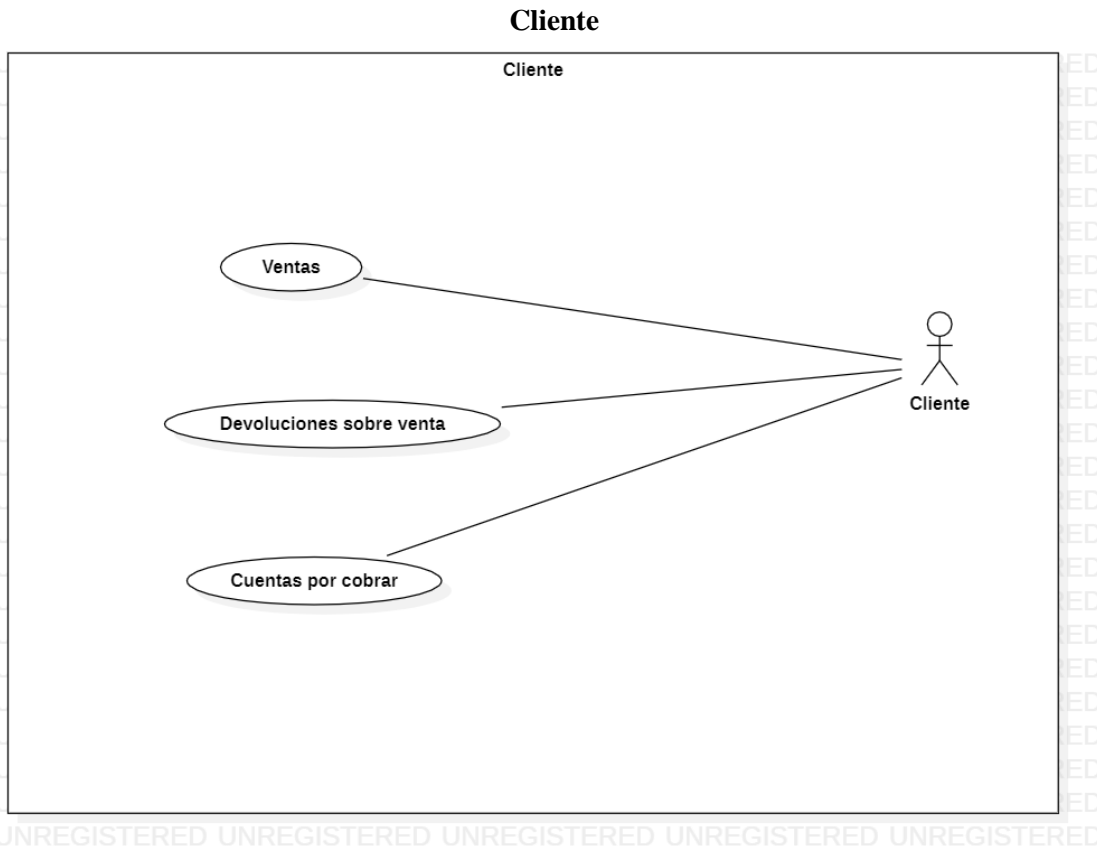 Cliente
Cliente
Ventas
Cliente
Devoluciones sobre venta
Cuentas por cobrar
UNREGISTERED UNREGISTERED UNREGISTERED UNREGISTERED UNREGISTERED